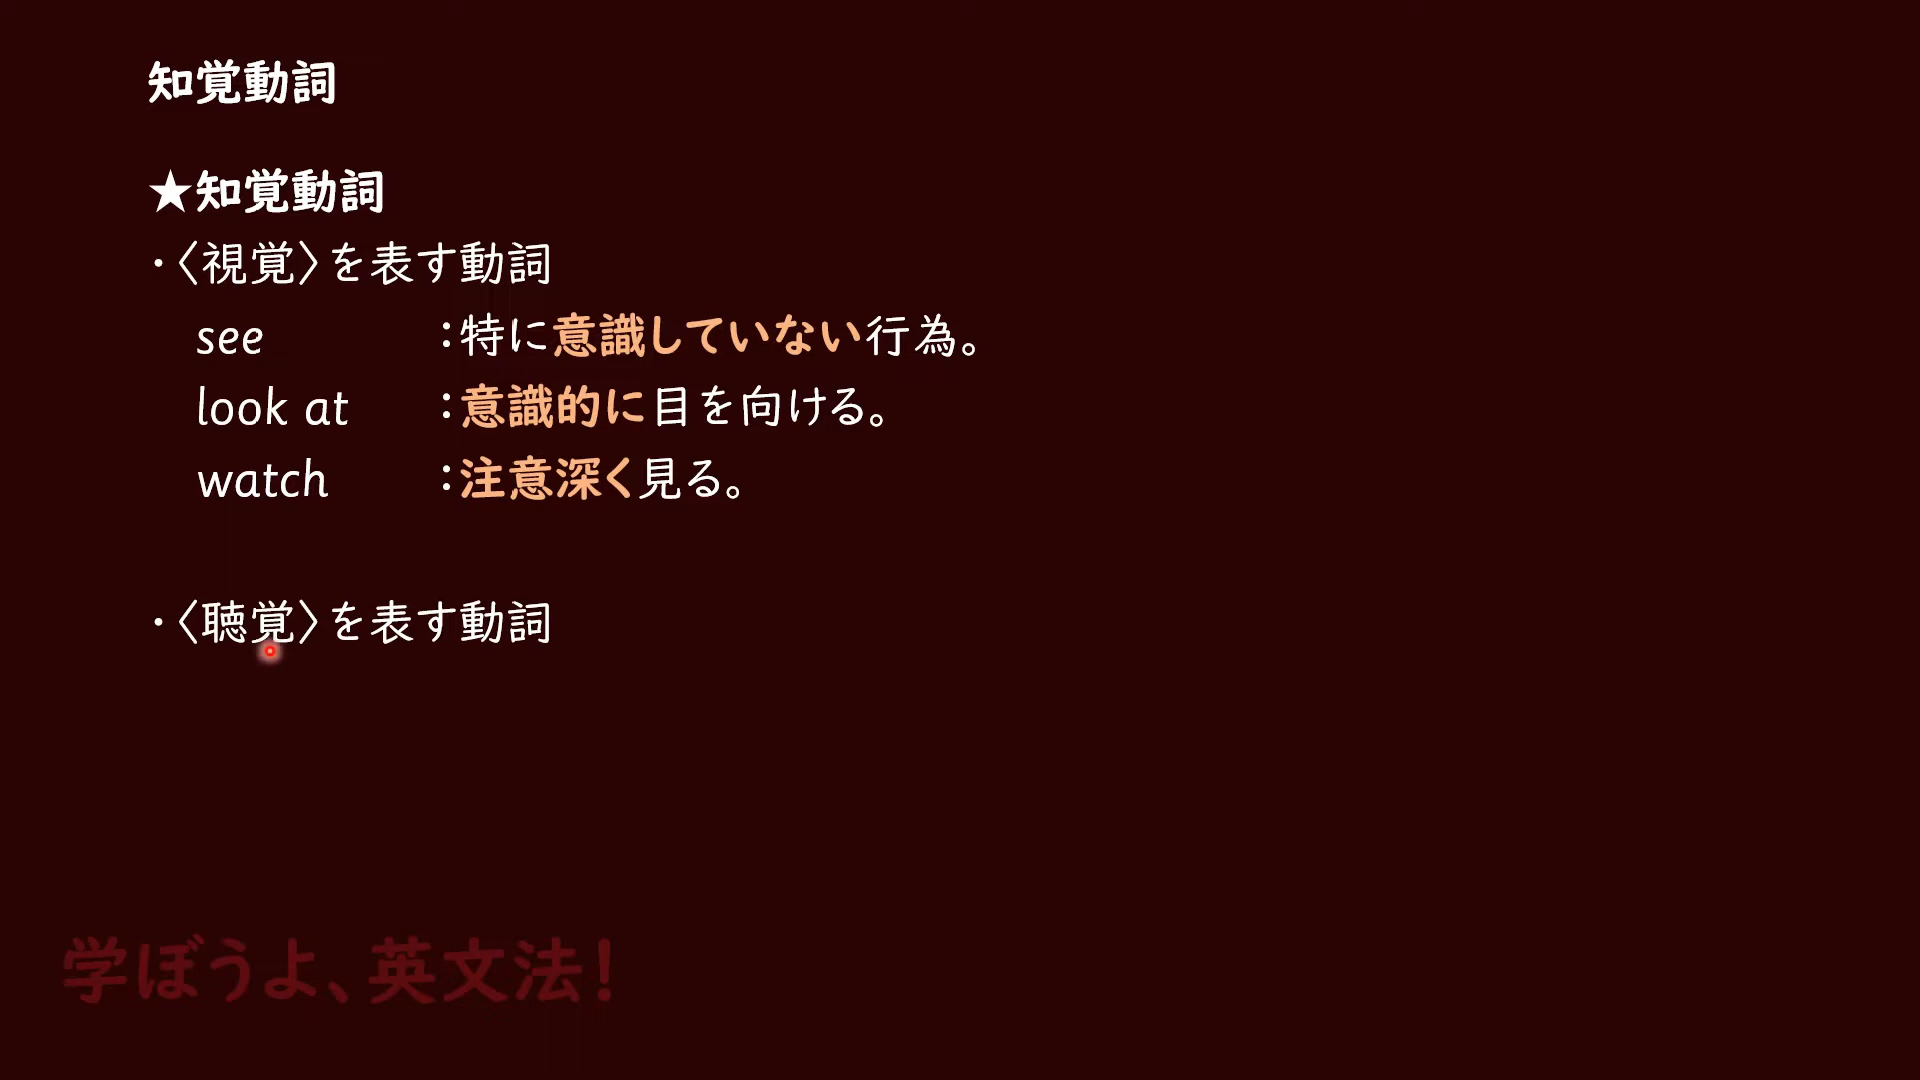 知覚動詞
★知覚動詞
・〈視覚〉を表す動詞
see ：特に意識していない行為。
look at ：意識的に目を向ける。
watch ：注意深く見る。
・〈聴覚〉を表す動詞
学ぼうよ、英文法！